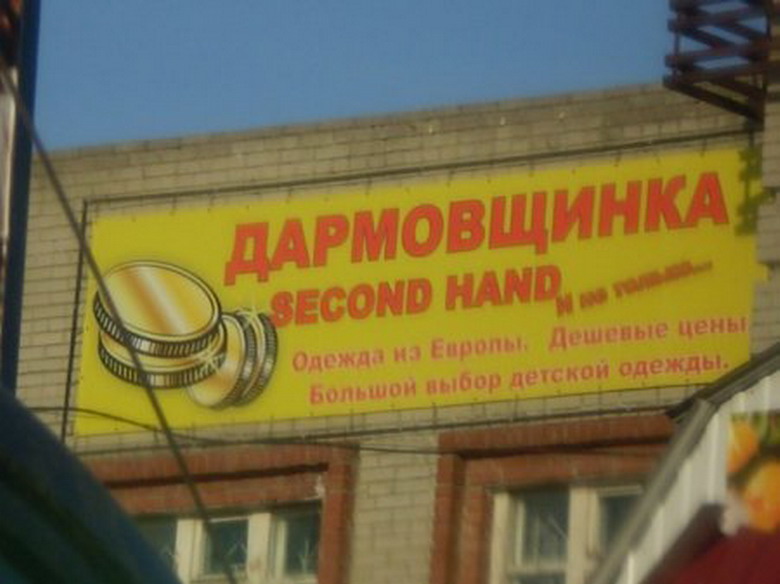 ДАРМОВЩИНКА
SECOND HAND
И не только...
Одежда из Европы. Дешевые цены
Большой выбор детской одежды.